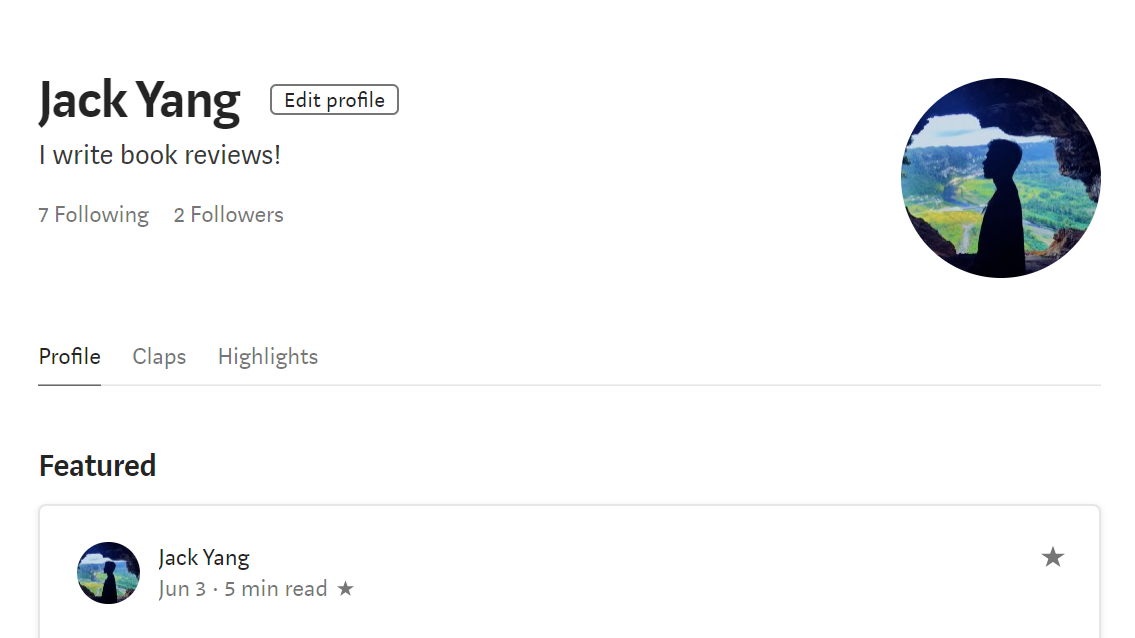 Jack Yang Edit profile
I write book reviews!
7 Following 2 Followers
Profile Claps Highlights
Featured
Jack Yang
Jun 3 · 5 min read ★